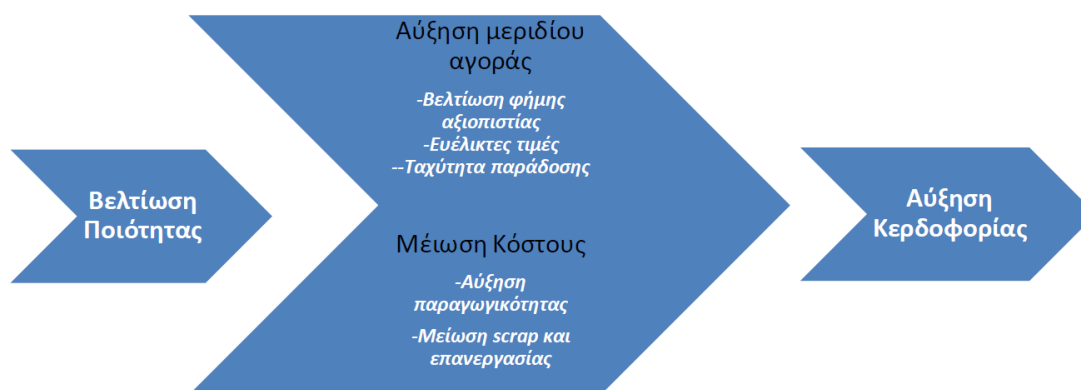 Βελτίωση
Ποιότητας
Αύξηση μεριδίου
αγοράς
-Βελτίωση φήμης
αξιοπιστίας
-Ευέλικτες τιμές
--Ταχύτητα παράδοσης
Μέιωση Κόστους
-Αύξηση
παραγωγικότητας
-Μείωση scrap και
επανεργασίας
Αύξηση
Κερδοφορίας